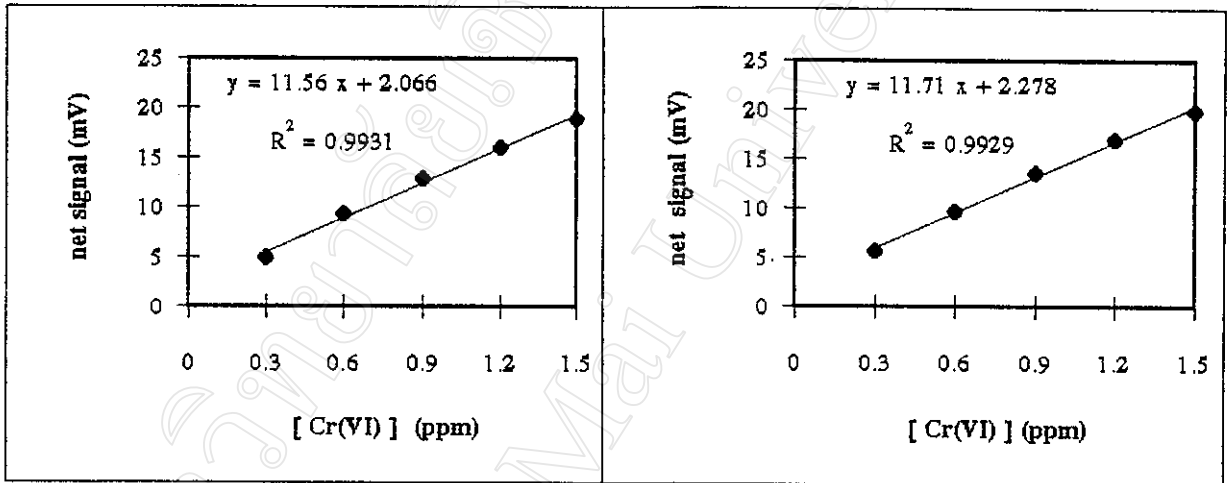 25
20
15
10
5
0
net signal (mV)
y = 11.56 x + 2.066
R² = 0.9931
0 0.3 0.6 0.9 1.2 1.5
[ Cr(VI) ] (ppm)
25
20
15
10
5.
0
net signal (mV)
y = 11.71 x + 2.278
R² = 0.9929
0 0.3 0.6 0.9 1.2 1.5
[ Cr(VI) ] (ppm)
Mai Unive